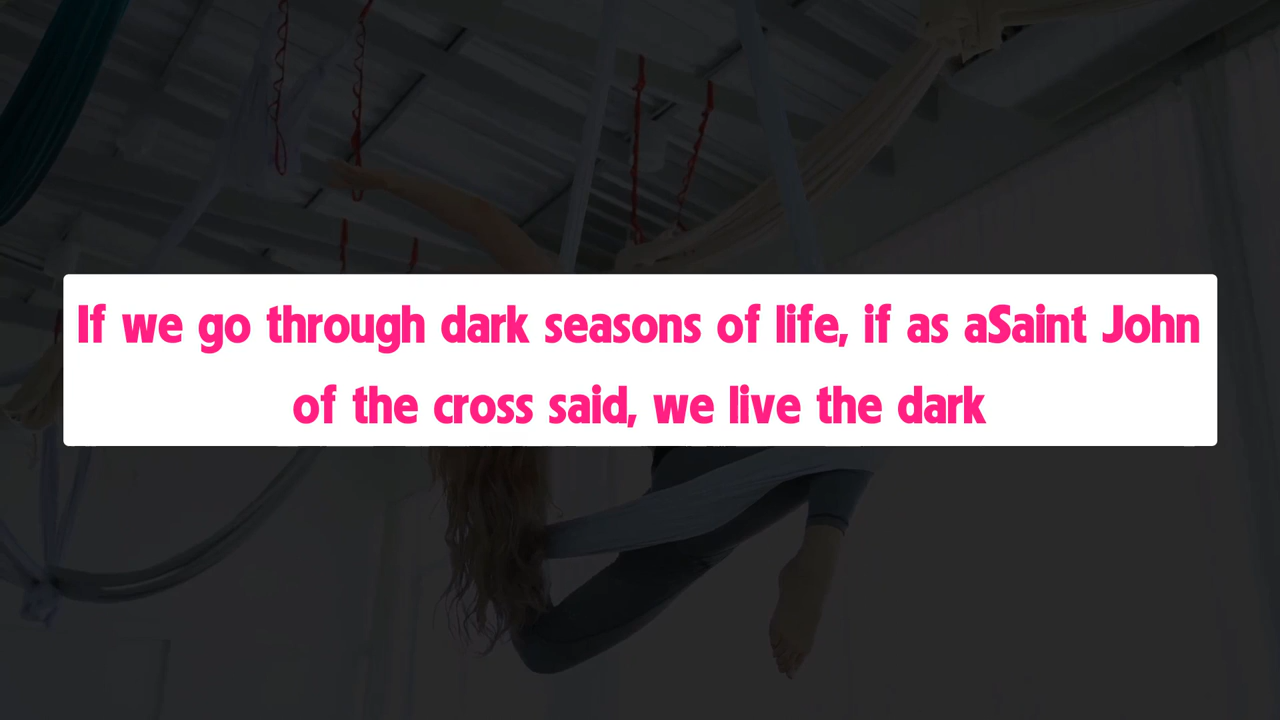 If we go through dark seasons of life, if as aSaint John
of the cross said, we live the dark